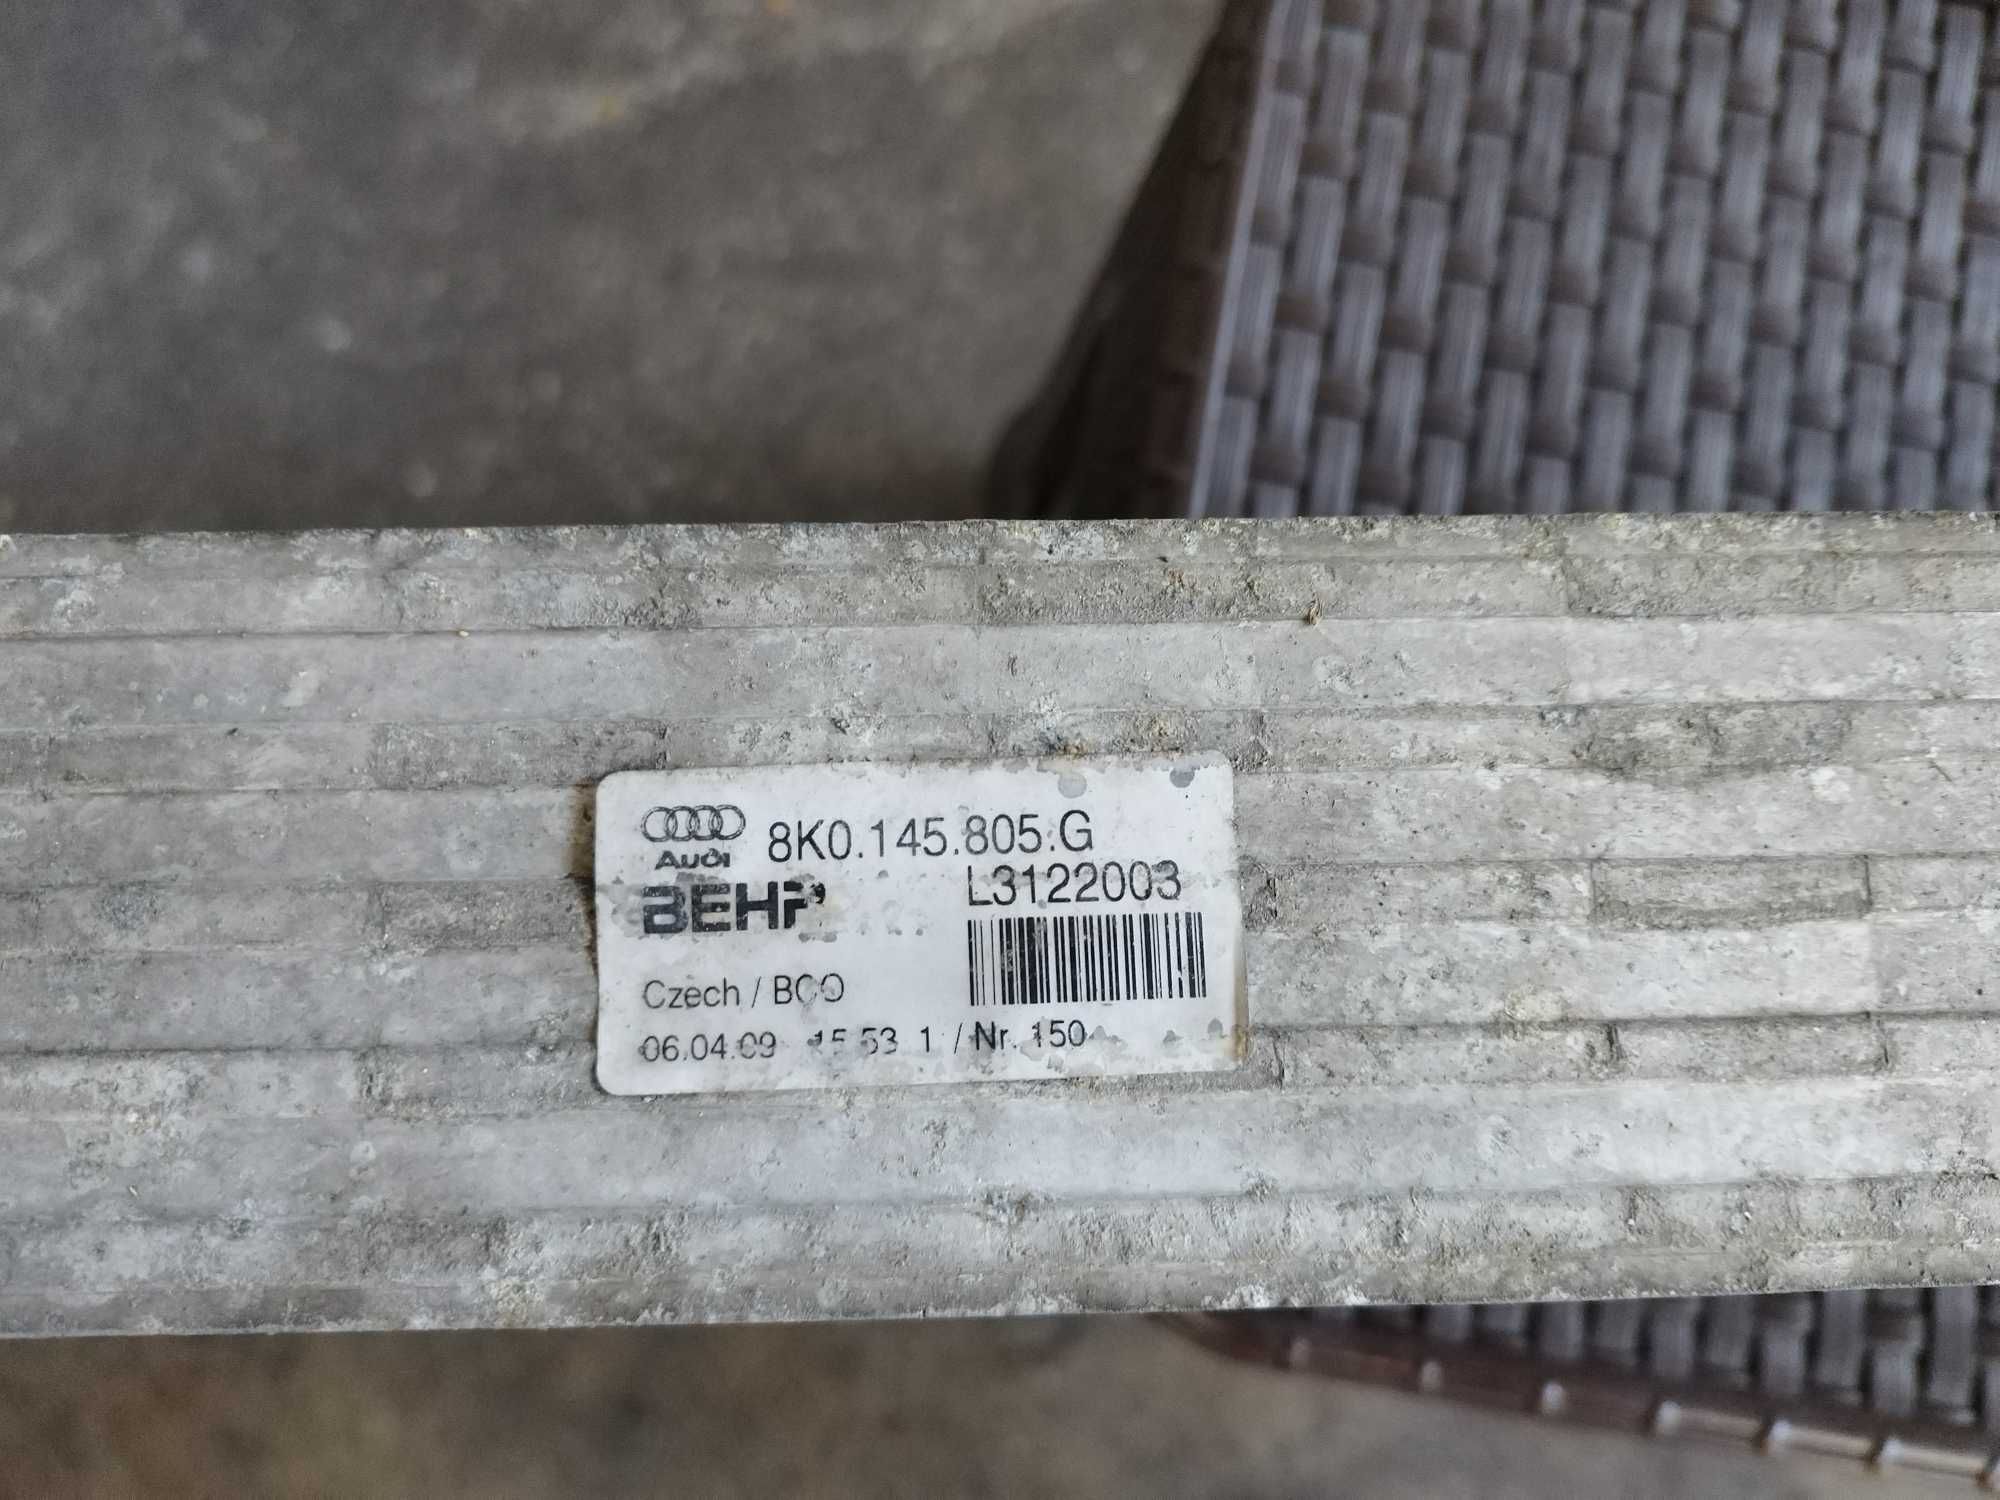 Audi 8K0.145.805.G
BEHR L3122003
Czech / BCO
06.04.09 15 53 1 / Nr. 150